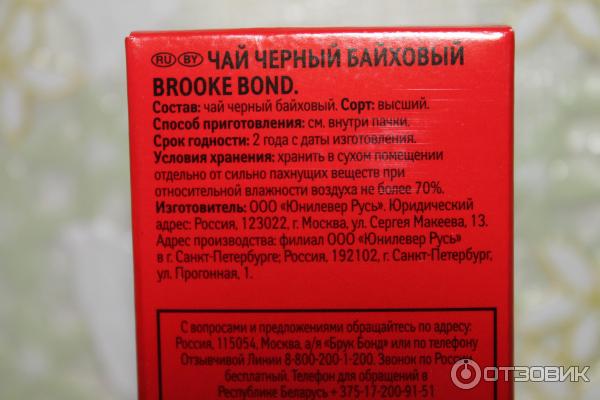 RU BY ЧАЙ ЧЕРНЫЙ БАЙХОВЫЙ
BROOKE BOND.
Состав: чай черный байховый. Сорт: высший.
Способ приготовления: см. внутри пачки.
Срок годности: 2 года с даты изготовления.
Условия хранения: хранить в сухом помещении
отдельно от сильно пахнущих веществ при
относительной влажности воздуха не более 70%.
Изготовитель: ООО «Юнилевер Русь». Юридический
адрес: Россия, 123022, г. Москва, ул. Сергея Макеева, 13.
Адрес производства: филиал ООО «Юнилевер Русь»
в г. Санкт-Петербурге; Россия, 192102, г. Санкт-Петербург,
ул. Прогонная, 1.
С вопросами и предложениями обращайтесь по адресу:
Россия, 115054, Москва, а/я «Брук Бонд» или по телефону
Отзывчивой Линии 8-800-200-1-200. Звонок по России
бесплатный. Телефон для обращений в
Республике Беларусь + 375-17-200-91-51
ОТЗОВИК